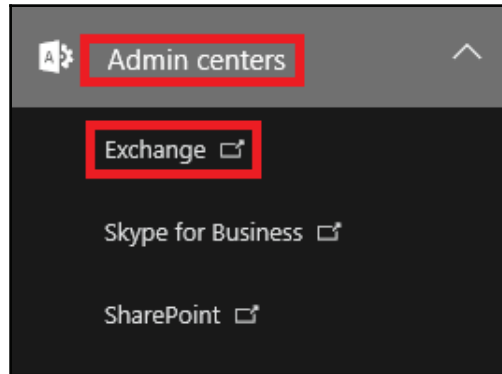 A
Admin centers
Exchange
Skype for Business
SharePoint